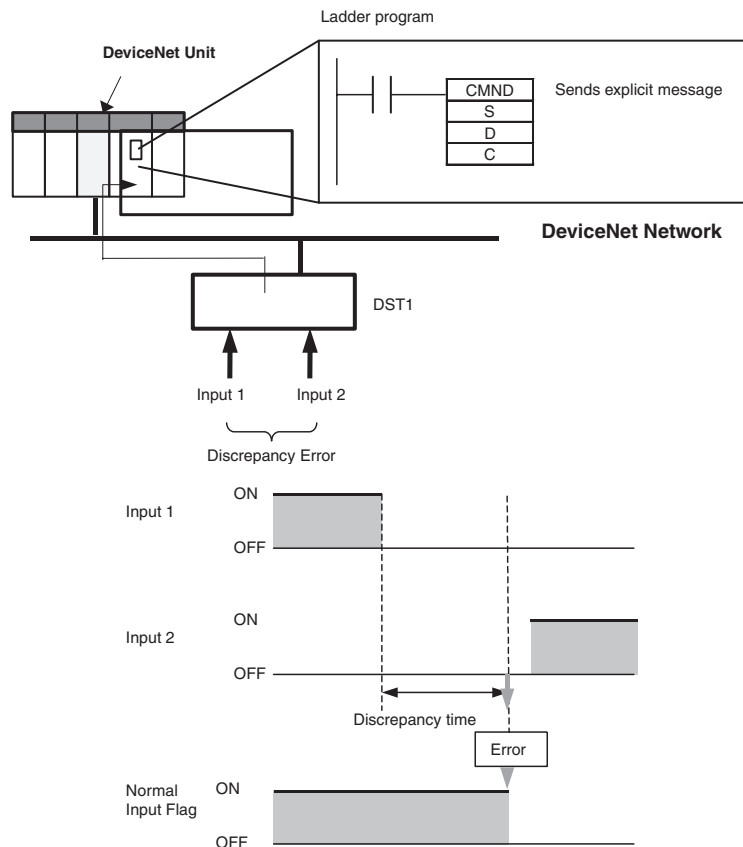 Ladder program
DeviceNet Unit
CMND
S
D
C
Sends explicit message
DeviceNet Network
DST1
Input 1
Input 2
Discrepancy Error
Input 1
ON
OFF
Input 2
ON
OFF
Discrepancy time
Error
Normal
Input Flag
ON
OFF